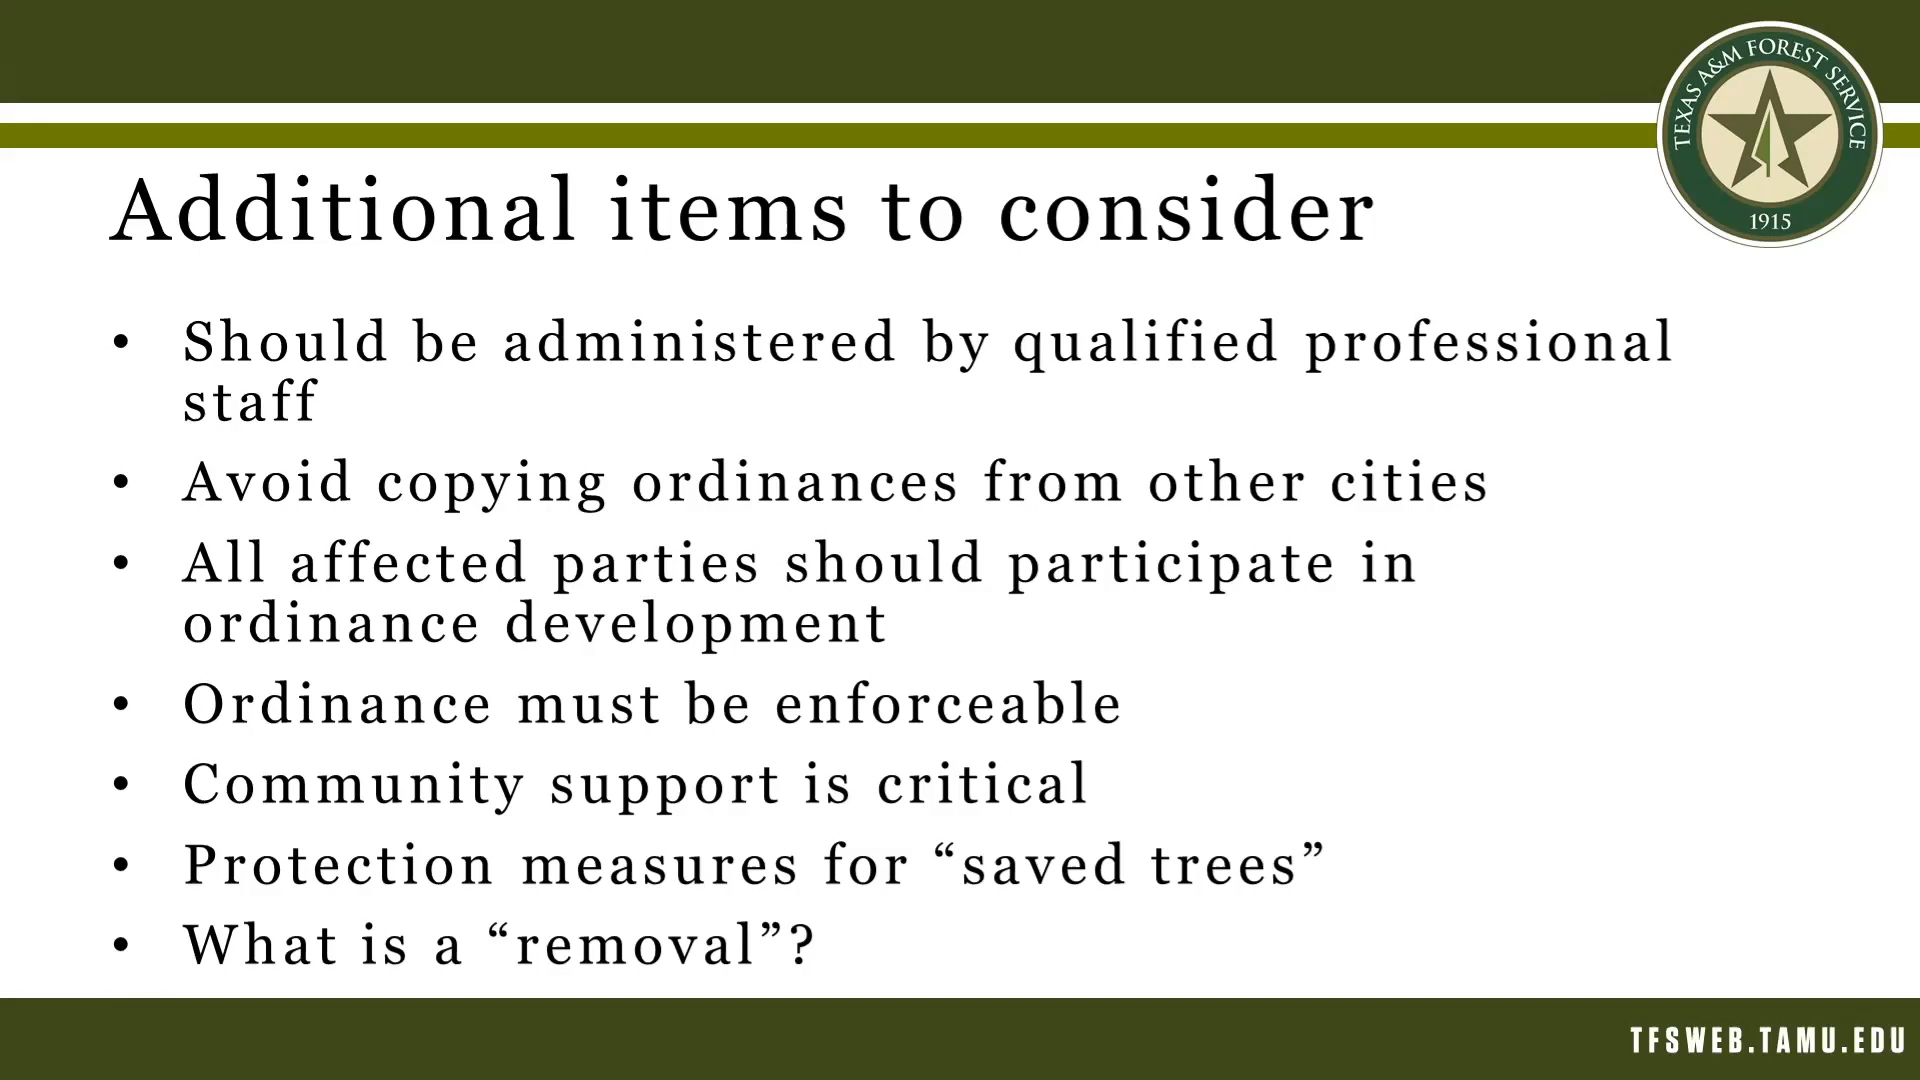 TEXAS A&M FOREST SERVICE
1915
Additional items to consider
• Should be administered by qualified professional
staff
• Avoid copying ordinances from other cities
• All affected parties should participate in
ordinance development
• Ordinance must be enforceable
• Community support is critical
• Protection measures for “saved trees”
• What is a “removal”?
TFSWEB.TAMU.EDU